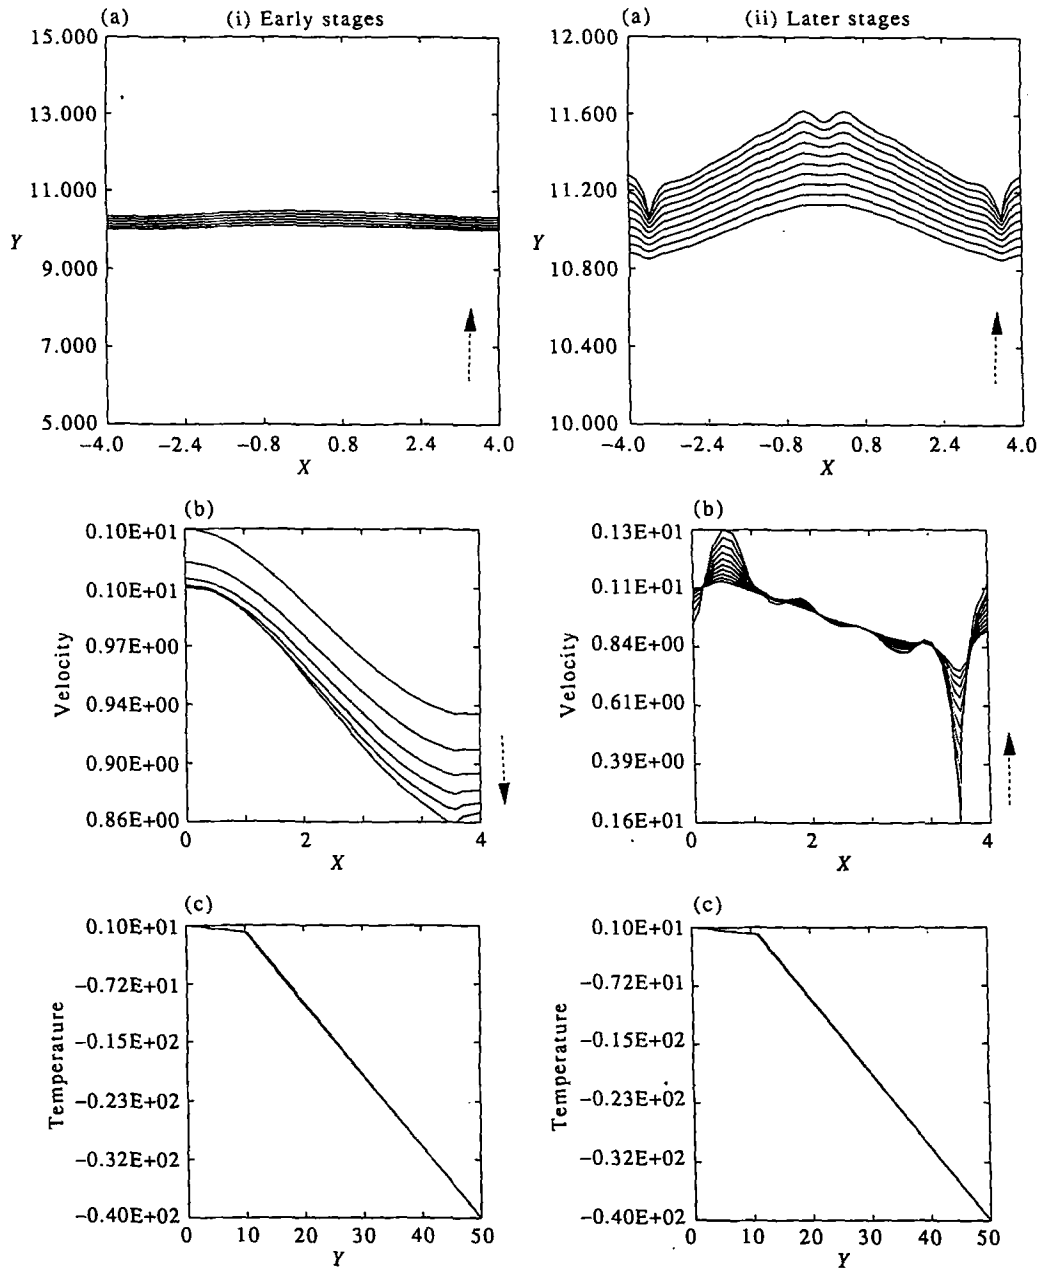 (a) (i) Early stages
15.000
13.000
11.000
Y
9.000
7.000
5.000
-4.0 -2.4 -0.8 0.8 2.4 4.0
X
(a) (ii) Later stages
12.000
11.600
11.200
Y
10.800
10.400
10.000
-4.0 -2.4 -0.8 0.8 2.4 4.0
X
(b)
0.10E+01
0.10E+01
0.97E+00
0.94E+00
0.90E+00
0.86E+00
Velocity
0 2 4
X
(b)
0.13E+01
0.11E+01
0.84E+00
0.61E+00
0.39E+00
0.16E+01
Velocity
0 2 4
X
(c)
0.10E+01
-0.72E+01
-0.15E+02
-0.23E+02
-0.32E+02
-0.40E+02
Temperature
0 10 20 30 40 50
Y
(c)
0.10E+01
-0.72E+01
-0.15E+02
-0.23E+02
-0.32E+02
-0.40E+02
Temperature
0 10 20 30 40 50
Y